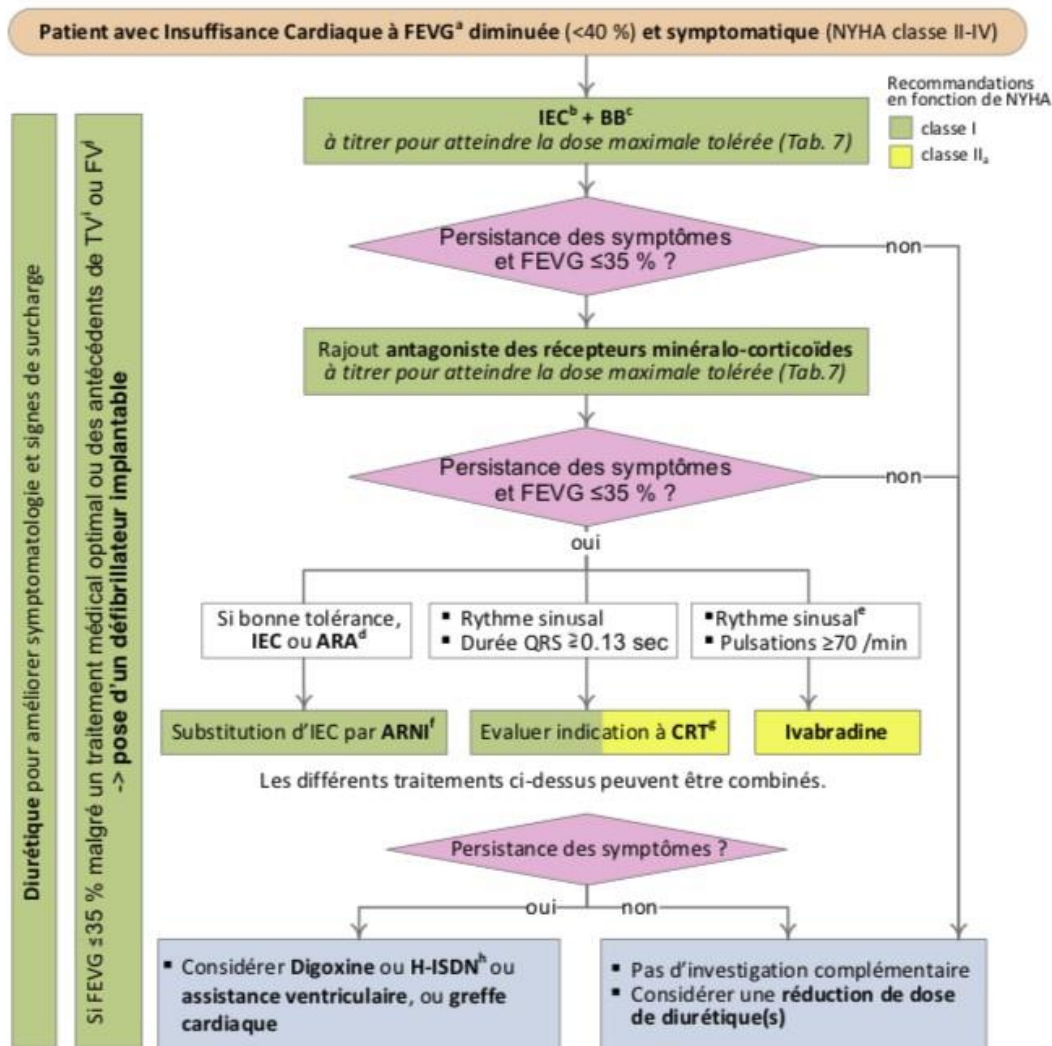 Patient avec Insuffisance Cardiaque à FEVGᵃ diminuée (<40 %) et symptomatique (NYHA classe II-IV)
Recommandations
en fonction de NYHA
classe I
classe IIₐ
Diurétique pour améliorer symptomatologie et signes de surcharge
Si FEVG ≤35 % malgré un traitement médical optimal ou des antécédents de TVⁱ ou FVʲ
-> pose d'un défibrillateur implantable
IECᵇ + BBᶜ
à titrer pour atteindre la dose maximale tolérée (Tab. 7)
Persistance des symptômes
et FEVG ≤35 % ?
non
Rajout antagoniste des récepteurs minéralo-corticoïdes
à titrer pour atteindre la dose maximale tolérée (Tab.7)
Persistance des symptômes
et FEVG ≤35 % ?
non
oui
Si bonne tolérance,
IEC ou ARAᵈ
▪ Rythme sinusal
▪ Durée QRS ≧0.13 sec
▪ Rythme sinusalᵉ
▪ Pulsations ≥70 /min
Substitution d'IEC par ARNIᶠ
Evaluer indication à CRTᵍ
Ivabradine
Les différents traitements ci-dessus peuvent être combinés.
Persistance des symptômes ?
oui
non
▪ Considérer Digoxine ou H-ISDNʰ ou
assistance ventriculaire, ou greffe
cardiaque
▪ Pas d'investigation complémentaire
▪ Considérer une réduction de dose
de diurétique(s)